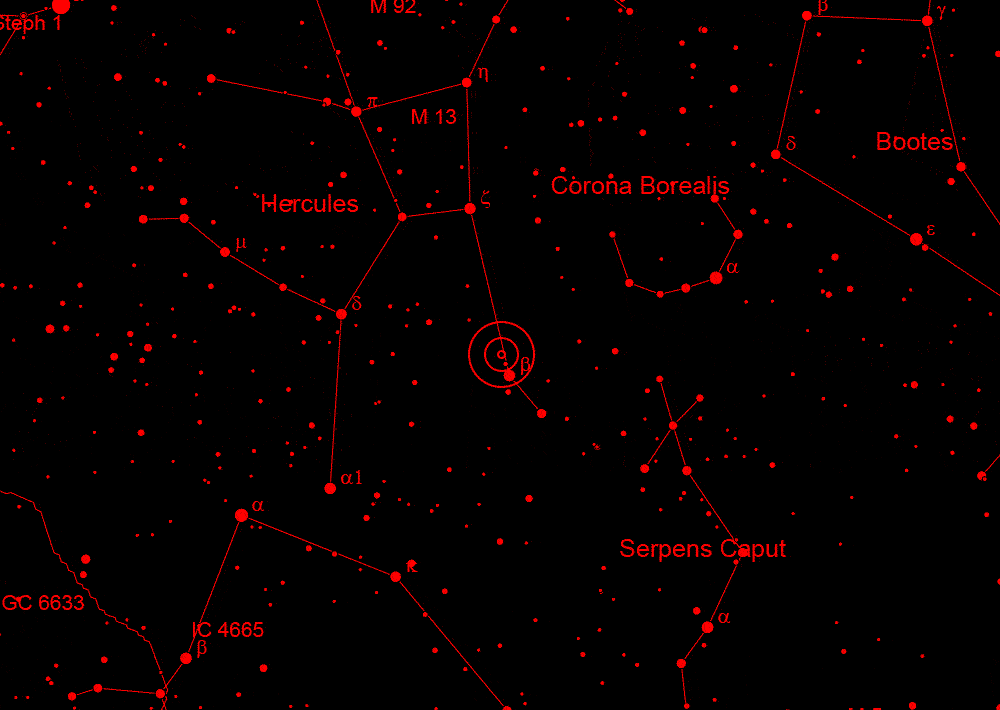 M 92
Steph 1
β
γ
η
π
M 13
δ
Bootes
Corona Borealis
Hercules
ζ
ε
μ
α
δ
β
α1
α
Serpens Caput
κ
GC 6633
α
IC 4665
β